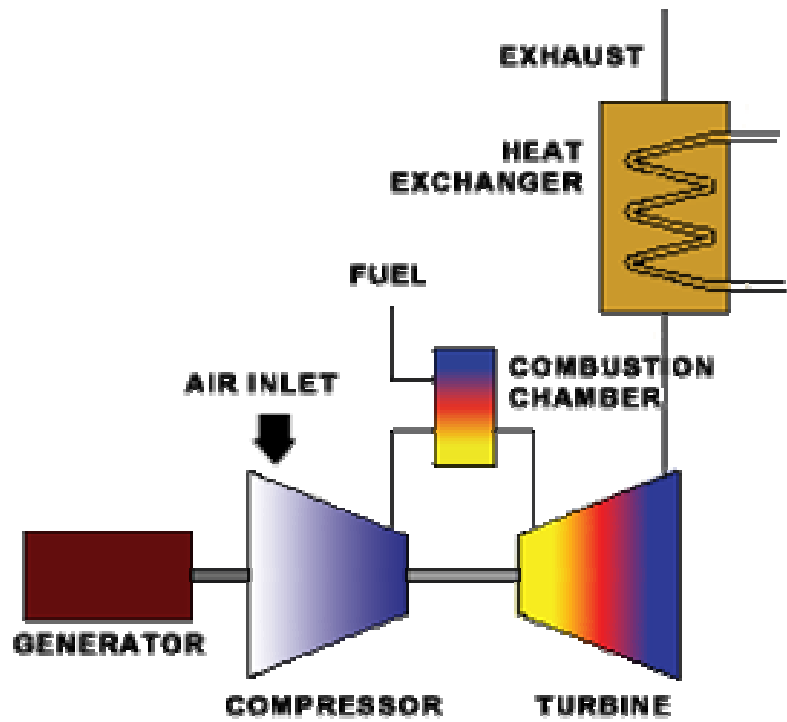 EXHAUST
HEAT
EXCHANGER
FUEL
COMBUSTION
CHAMBER
AIR INLET
GENERATOR
COMPRESSOR
TURBINE